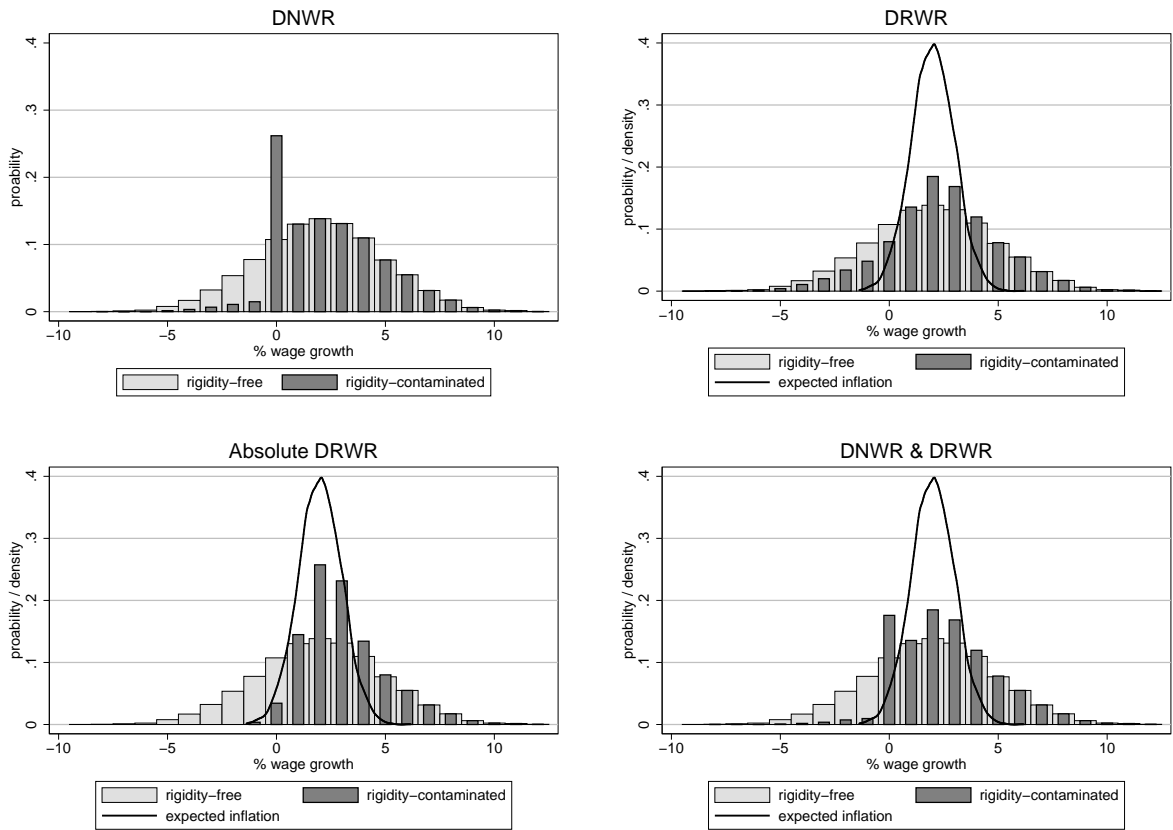 DNWR
.4
.3
.2
.1
0
proability
−10 −5 0 5 10
% wage growth
rigidity−free rigidity−contaminated
DRWR
.4
.3
.2
.1
0
proability / density
−10 −5 0 5 10
% wage growth
rigidity−free rigidity−contaminated
expected inflation
Absolute DRWR
.4
.3
.2
.1
0
proability / density
−10 −5 0 5 10
% wage growth
rigidity−free rigidity−contaminated
expected inflation
DNWR & DRWR
.4
.3
.2
.1
0
proability / density
−10 −5 0 5 10
% wage growth
rigidity−free rigidity−contaminated
expected inflation